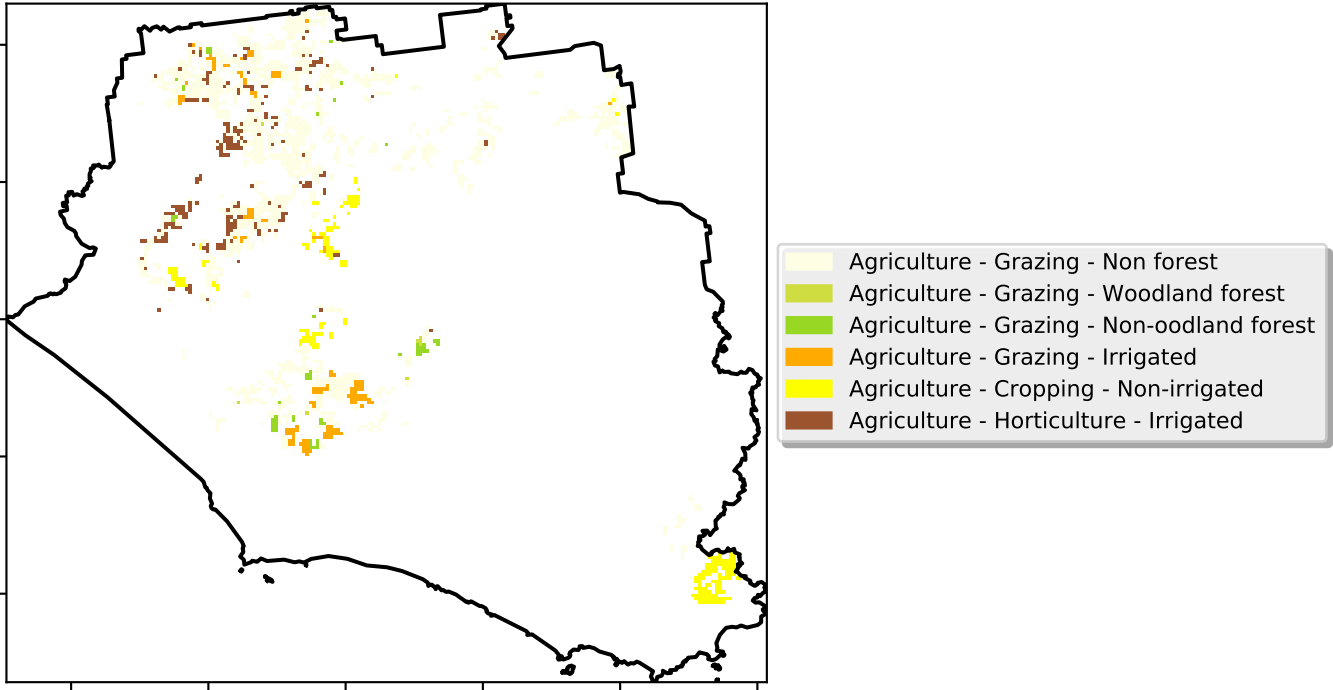 Agriculture - Grazing - Non forest
Agriculture - Grazing - Woodland forest
Agriculture - Grazing - Non-oodland forest
Agriculture - Grazing - Irrigated
Agriculture - Cropping - Non-irrigated
Agriculture - Horticulture - Irrigated